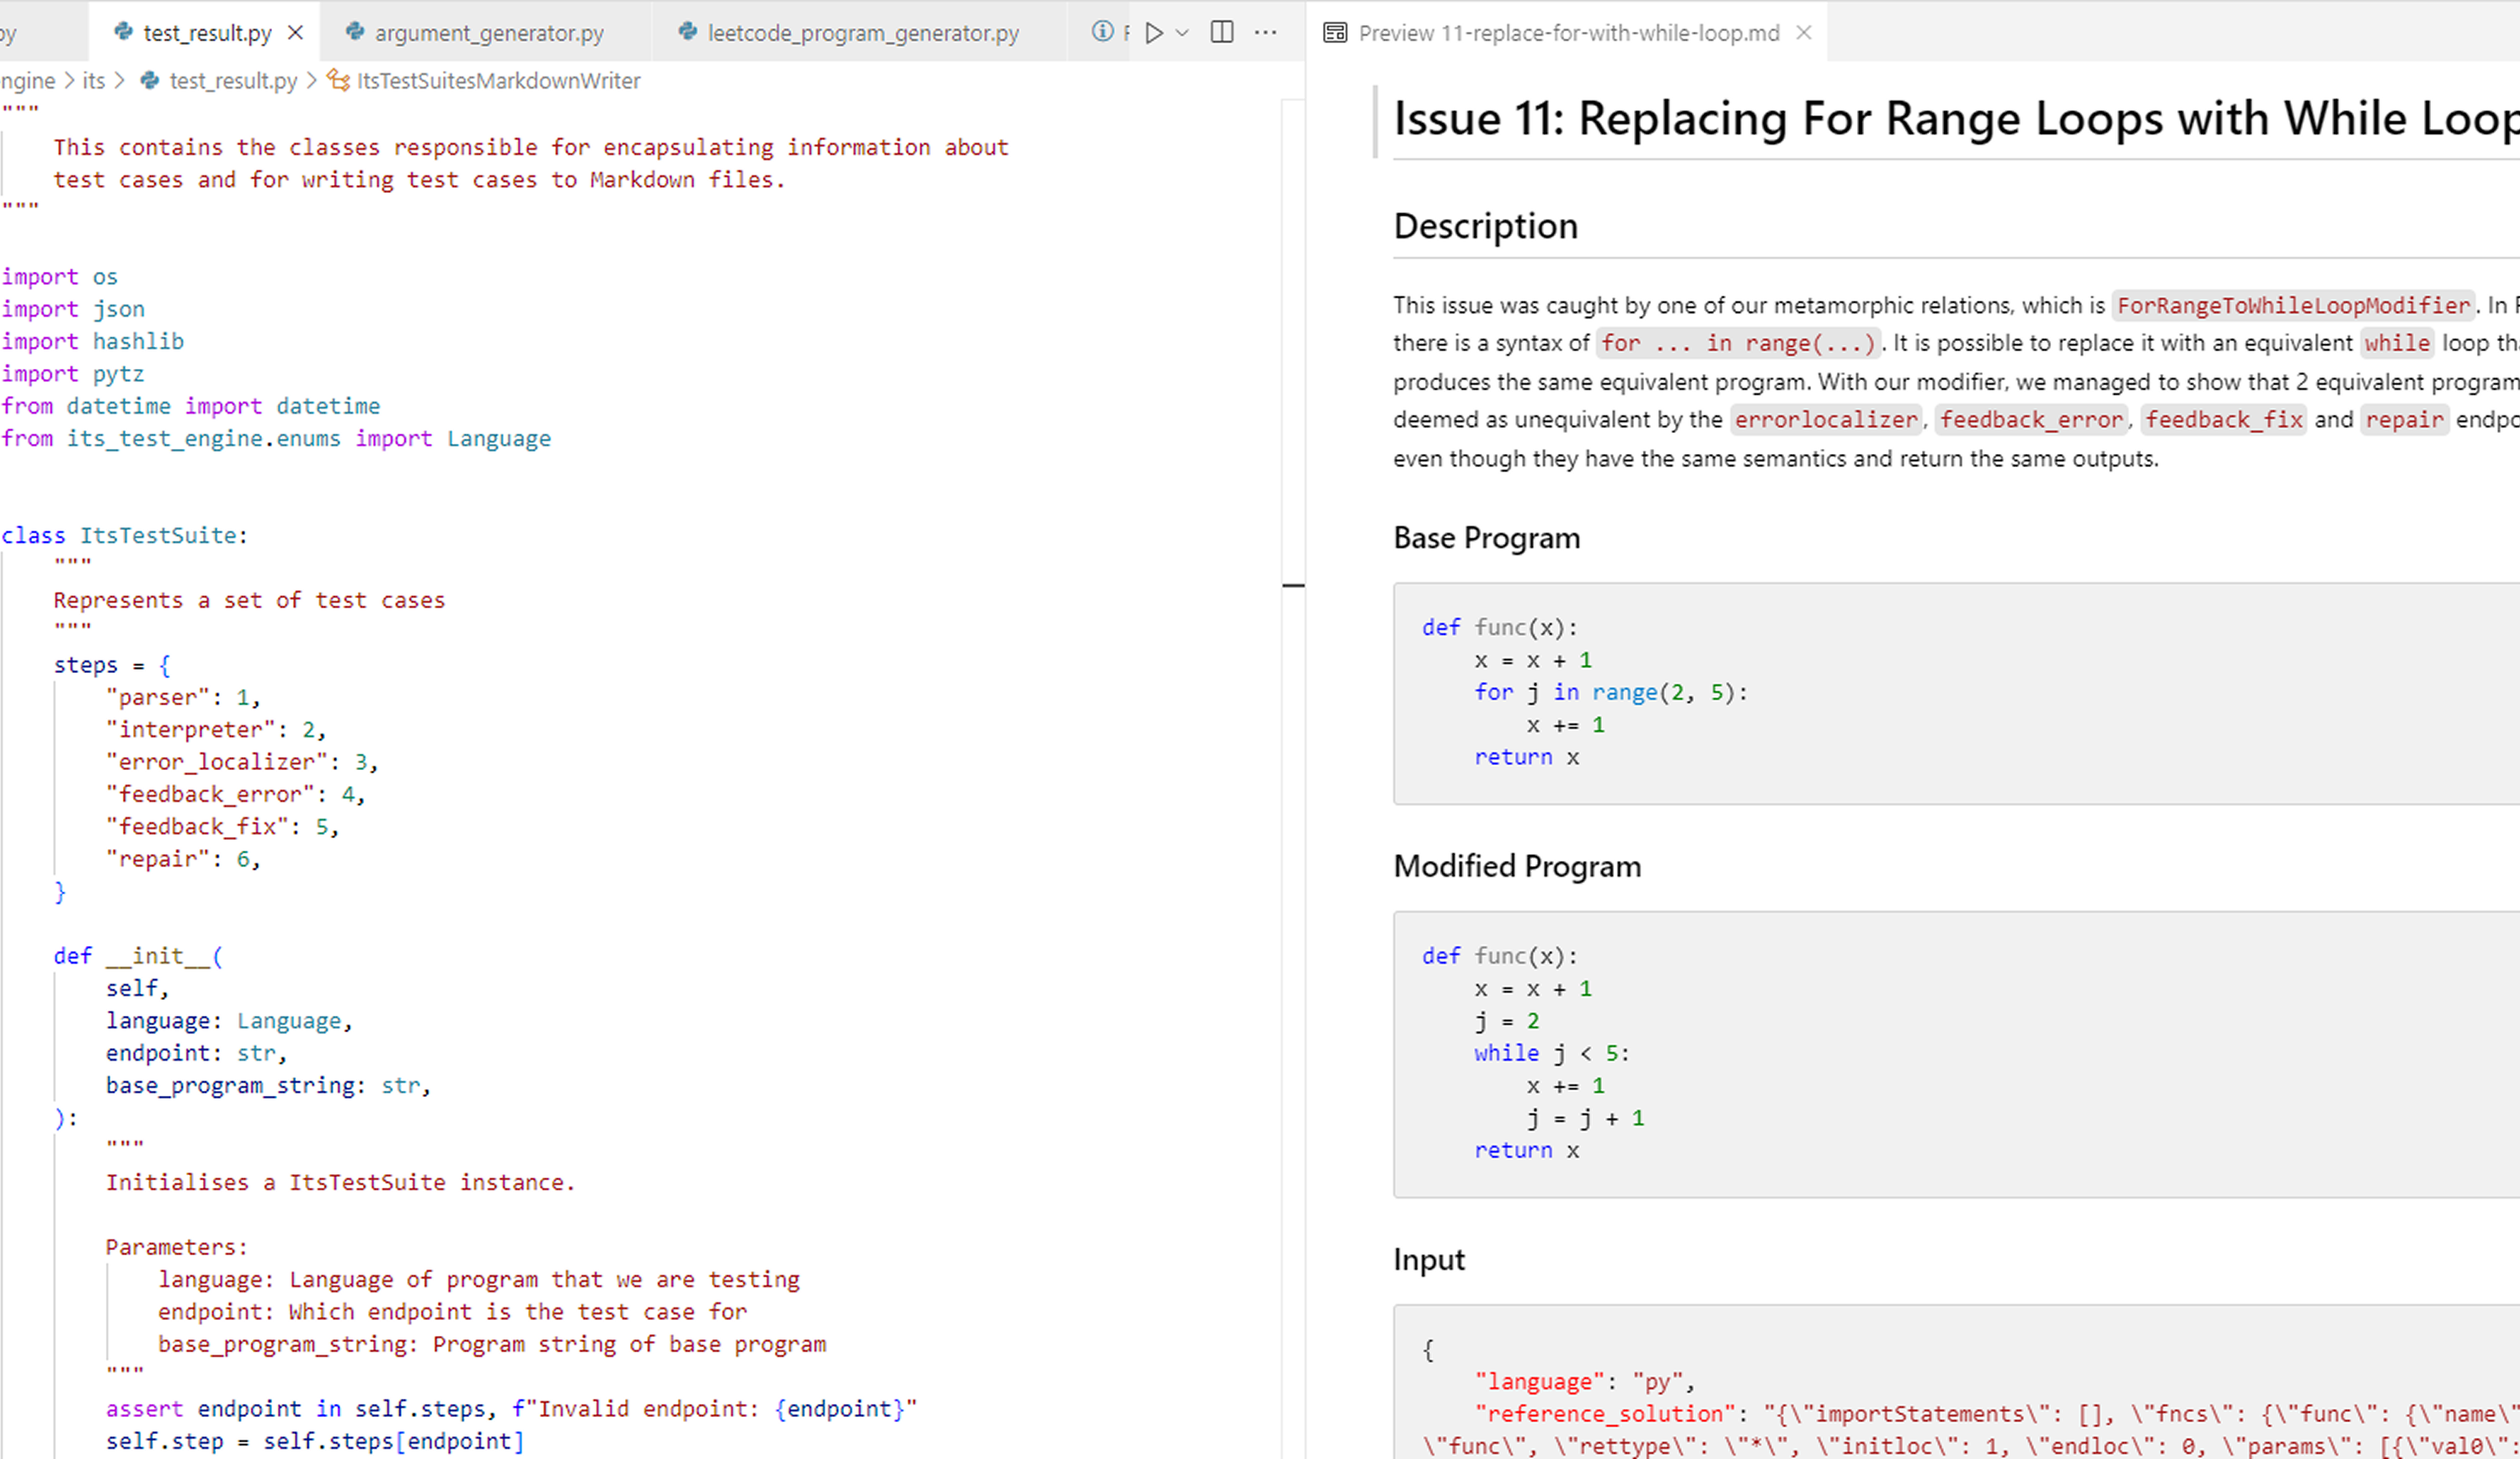 py
test_result.py
argument_generator.py
leetcode_program_generator.py
Preview 11-replace-for-with-while-loop.md
ngine > its > test_result.py > ItsTestSuitesMarkdownWriter
"""
This contains the classes responsible for encapsulating information about
test cases and for writing test cases to Markdown files.
"""
import os
import json
import hashlib
import pytz
from datetime import datetime
from its_test_engine.enums import Language
class ItsTestSuite:
"""
Represents a set of test cases
"""
steps = {
"parser": 1,
"interpreter": 2,
"error_localizer": 3,
"feedback_error": 4,
"feedback_fix": 5,
"repair": 6,
}
def __init__(
self,
language: Language,
endpoint: str,
base_program_string: str,
):
"""
Initialises a ItsTestSuite instance.
Parameters:
language: Language of program that we are testing
endpoint: Which endpoint is the test case for
base_program_string: Program string of base program
"""
assert endpoint in self.steps, f"Invalid endpoint: {endpoint}"
self.step = self.steps[endpoint]
Issue 11: Replacing For Range Loops with While Loop
Description
This issue was caught by one of our metamorphic relations, which is ForRangeToWhileLoopModifier. In
there is a syntax of for ... in range(...). It is possible to replace it with an equivalent while loop
produces the same equivalent program. With our modifier, we managed to show that 2 equivalent program
deemed as unequivalent by the errorlocalizer, feedback_error, feedback_fix and repair endpo
even though they have the same semantics and return the same outputs.
Base Program
def func(x):
x = x + 1
for j in range(2, 5):
x += 1
return x
Modified Program
def func(x):
x = x + 1
j = 2
while j < 5:
x += 1
j = j + 1
return x
Input
{
"language": "py",
"reference_solution": "{\"importStatements\": [], \"fncs\": {\"func\": {\"name\"
\"func\", \"rettype\": \"*\", \"initloc\": 1, \"endloc\": 0, \"params\": [{\"val0\":